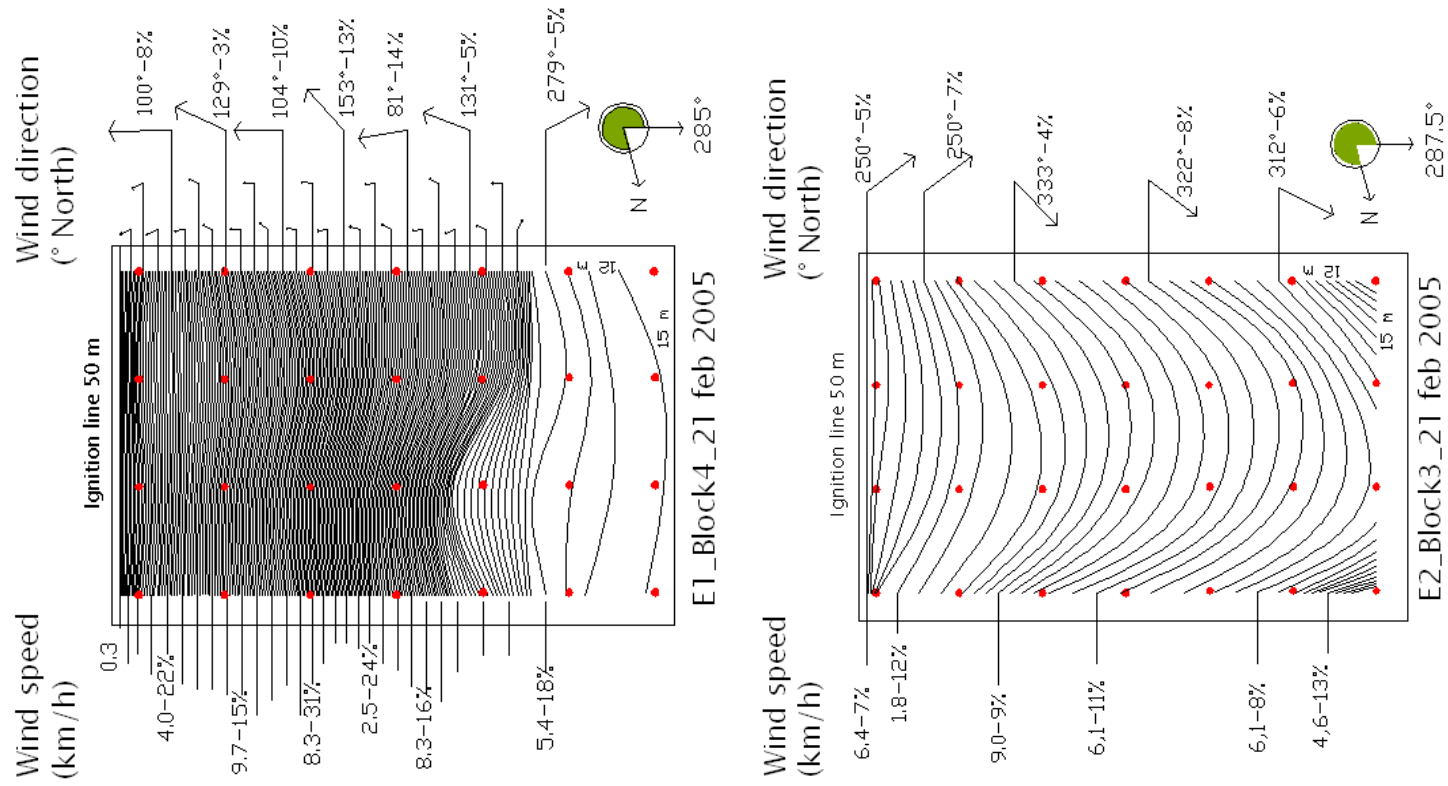 Wind speed
(km/h)
Wind direction
(° North)
Ignition line 50 m
0.3
4.0-22%
9.7-15%
8.3-31%
2.5-24%
8.3-16%
5.4-18%
100°-8%
129°-3%
104°-10%
153°-13%
81°-14%
131°-5%
279°-5%
12 m
15 m
N
285°
E1_Block4_21 feb 2005
Wind speed
(km/h)
Wind direction
(° North)
Ignition line 50 m
6.4-7%
1.8-12%
9.0-9%
6,1-11%
6,1-8%
4,6-13%
250°-5%
250°-7%
333°-4%
322°-8%
312°-6%
12 m
15 m
N
287.5°
E2_Block3_21 feb 2005